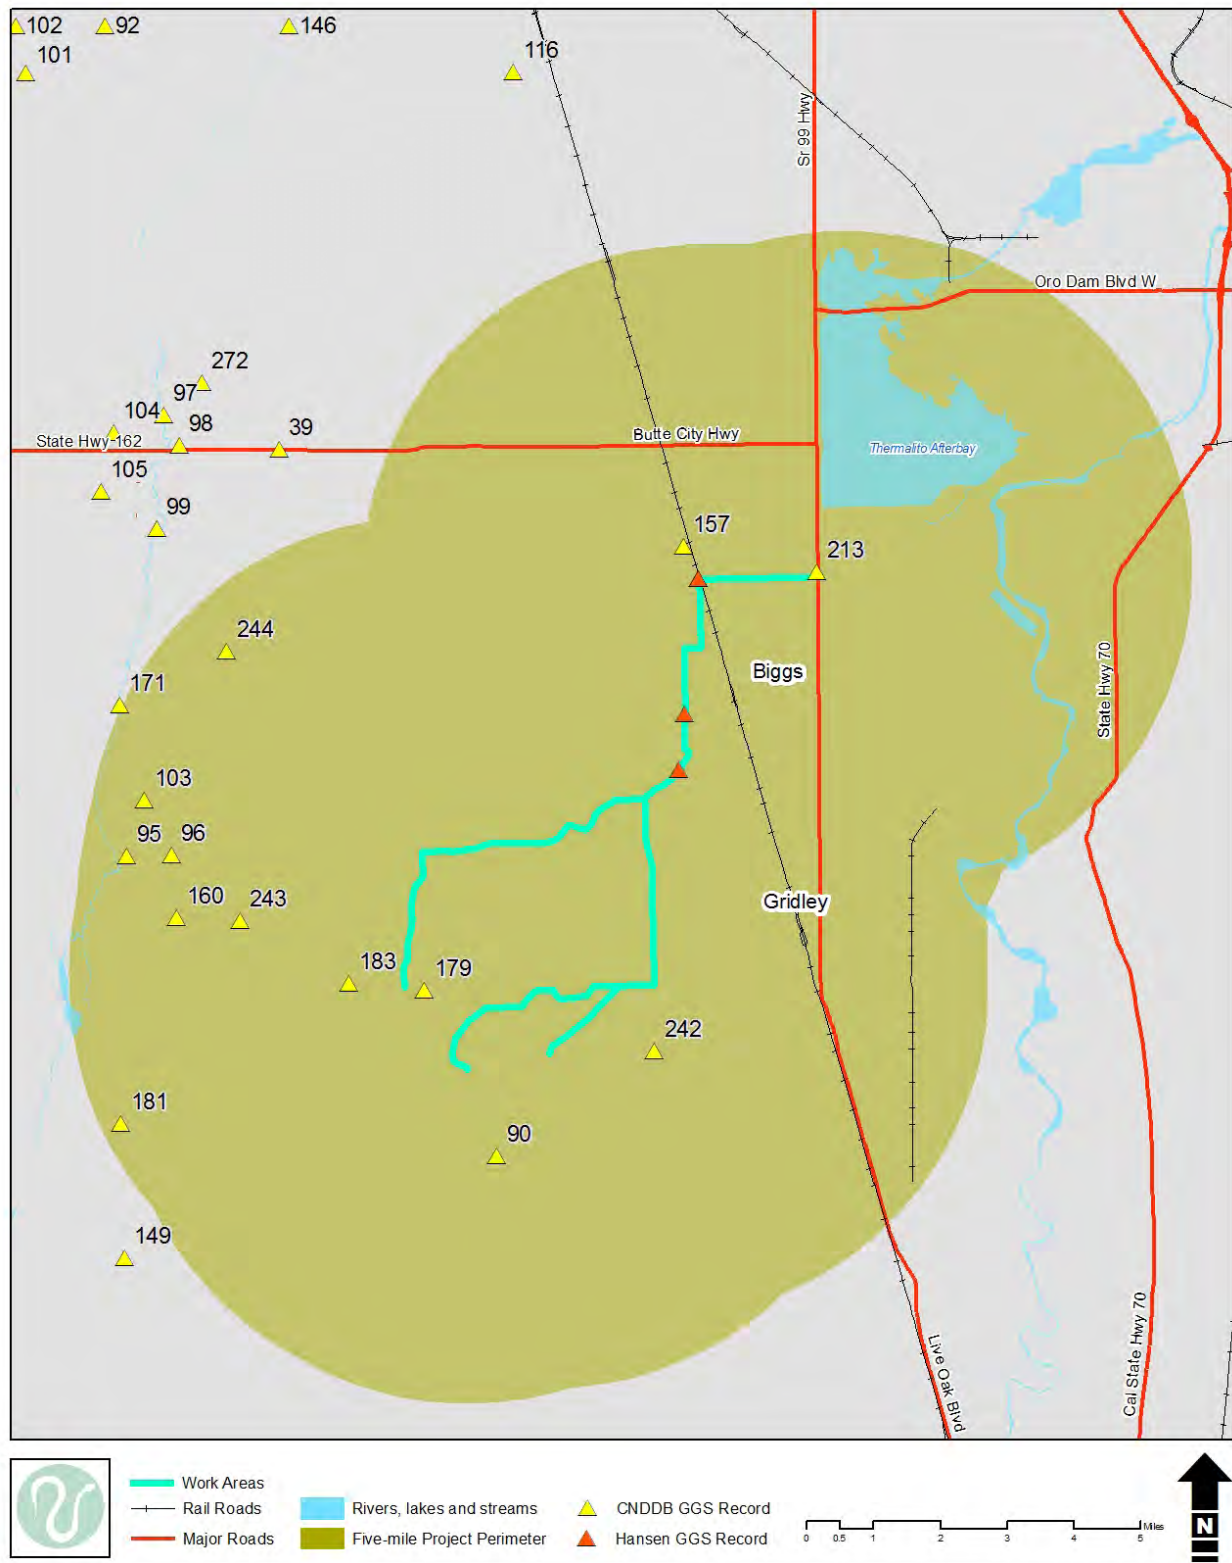 102
92
146
101
116
Sr 99 Hwy
Oro Dam Blvd W
272
97
104
98
39
State Hwy 162
Butte City Hwy
Thermalito Afterbay
105
99
157
213
244
Biggs
171
State Hwy 70
103
95
96
160
243
Gridley
183
179
242
181
90
149
Live Oak Blvd
Cal State Hwy 70
Work Areas
Rail Roads
Rivers, lakes and streams
CNDDB GGS Record
Major Roads
Five-mile Project Perimeter
Hansen GGS Record
Miles
0 0.5 1 2 3 4 5
N